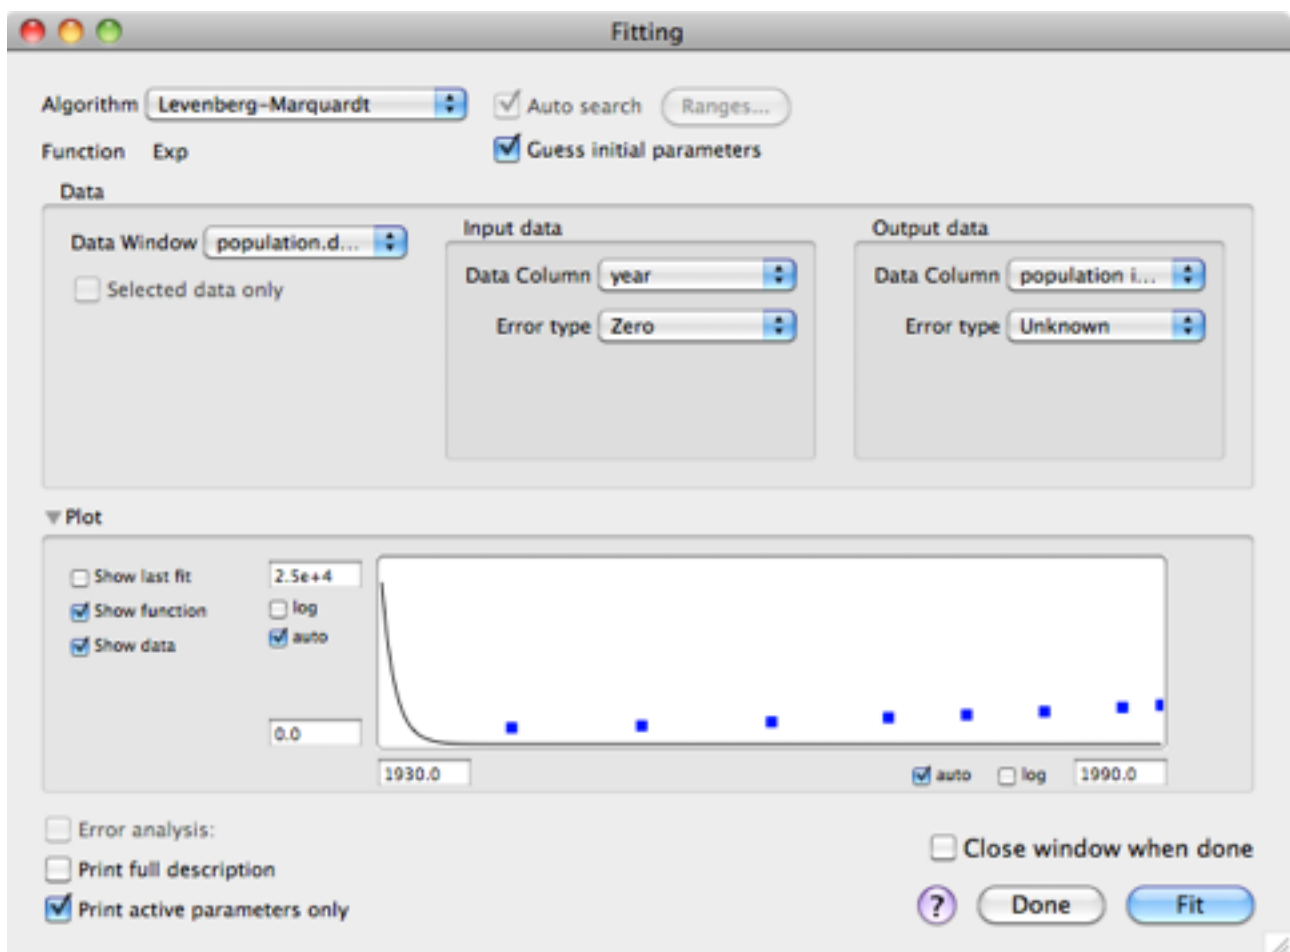 Fitting
Algorithm Levenberg-Marquardt Auto search Ranges...
Function Exp Guess initial parameters
Data
Data Window population.d...
Selected data only
Input data
Data Column year
Error type Zero
Output data
Data Column population i...
Error type Unknown
Plot
Show last fit 2.5e+4
Show function log
Show data auto
0.0
1930.0 auto log 1990.0
Error analysis:
Print full description
Print active parameters only
Close window when done
? Done Fit